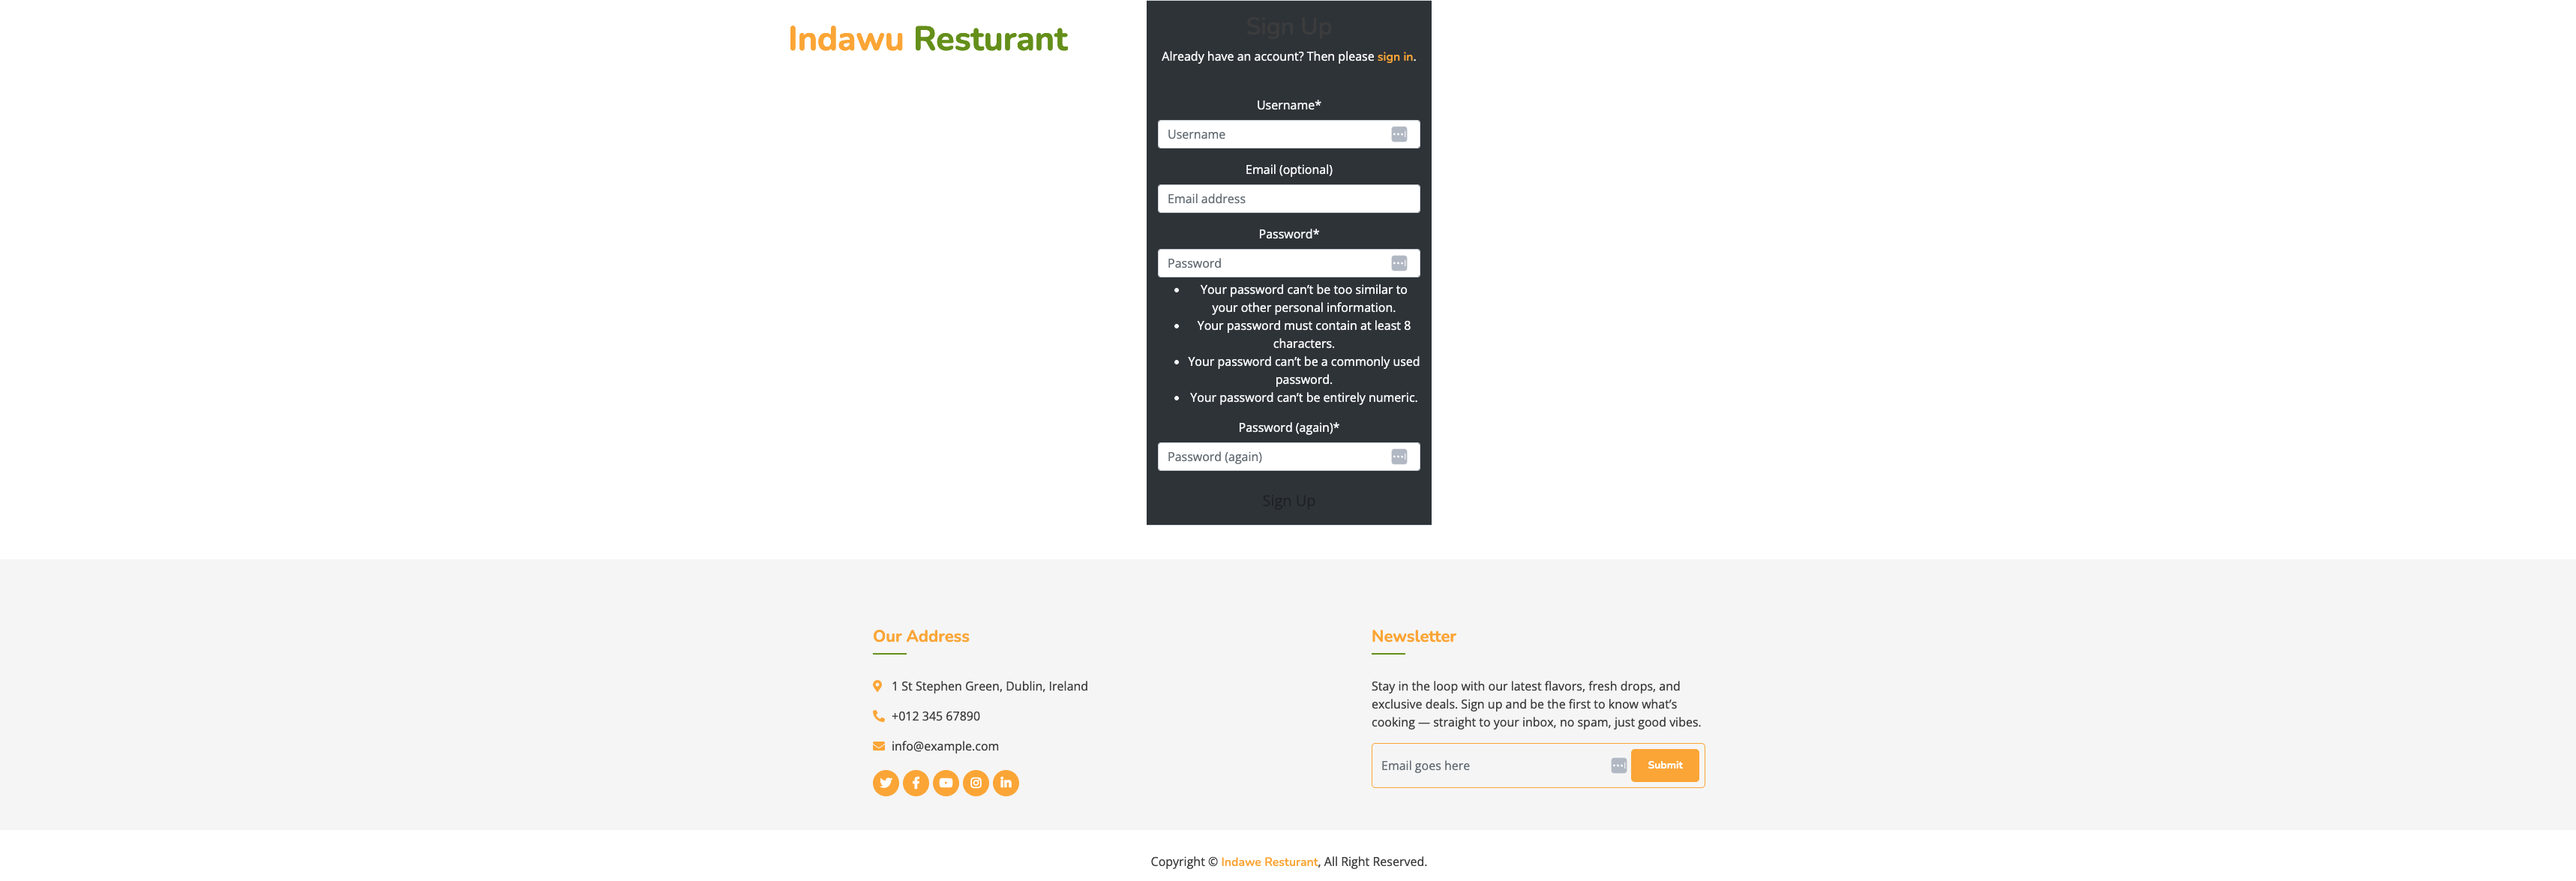 Indawu Resturant
Sign Up
Already have an account? Then please sign in.
Username*
Username
Email (optional)
Email address
Password*
Password
• Your password can’t be too similar to
your other personal information.
• Your password must contain at least 8
characters.
• Your password can’t be a commonly used
password.
• Your password can’t be entirely numeric.
Password (again)*
Password (again)
Sign Up
Our Address
1 St Stephen Green, Dublin, Ireland
+012 345 67890
info@example.com
Newsletter
Stay in the loop with our latest flavors, fresh drops, and
exclusive deals. Sign up and be the first to know what’s
cooking — straight to your inbox, no spam, just good vibes.
Email goes here
Submit
Copyright © Indawe Resturant, All Right Reserved.